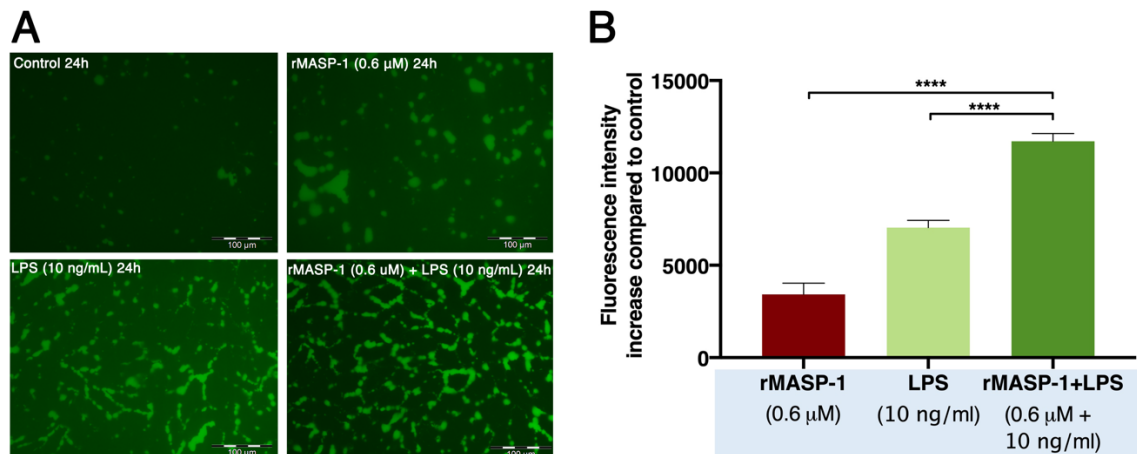 A
Control 24h
100 µm
rMASP-1 (0.6 µM) 24h
100 µm
LPS (10 ng/mL) 24h
100 µm
rMASP-1 (0.6 uM) + LPS (10 ng/mL) 24h
100 µm
B
Fluorescence intensity
increase compared to control
15000
10000
5000
0
****
****
rMASP-1
(0.6 µM)
LPS
(10 ng/ml)
rMASP-1+LPS
(0.6 µM +
10 ng/ml)